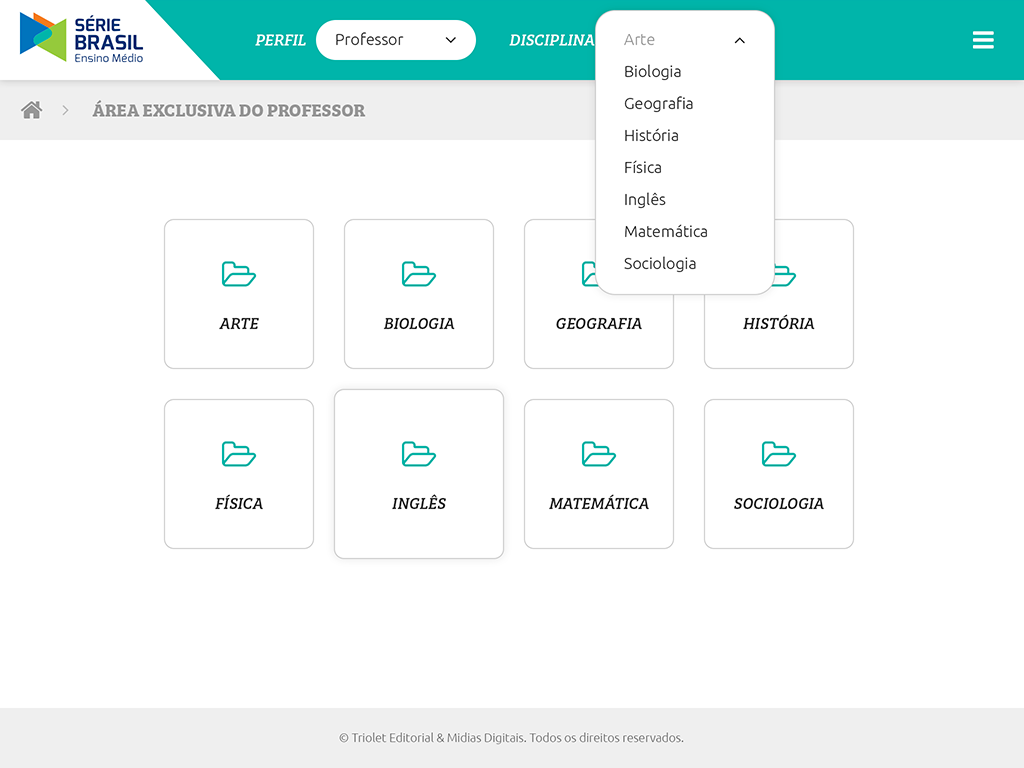 SÉRIE
BRASIL
Ensino Médio
PERFIL
Professor
DISCIPLINA
Arte
Biologia
Geografia
História
Física
Inglês
Matemática
Sociologia
ÁREA EXCLUSIVA DO PROFESSOR
ARTE
BIOLOGIA
GEOGRAFIA
HISTÓRIA
FÍSICA
INGLÊS
MATEMÁTICA
SOCIOLOGIA
© Triolet Editorial & Midias Digitais. Todos os direitos reservados.